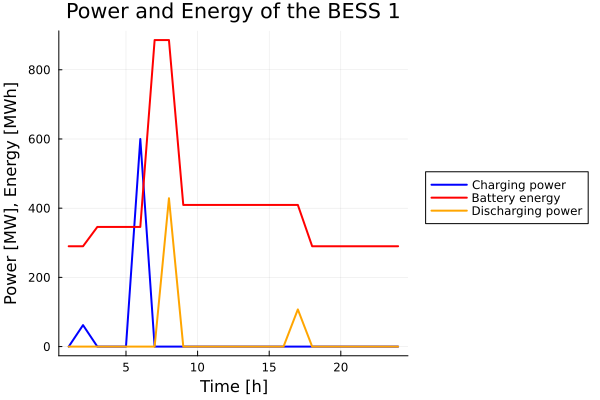 Power and Energy of the BESS 1
Power [MW], Energy [MWh]
800
600
400
200
0
5 10 15 20
Time [h]
Charging power
Battery energy
Discharging power